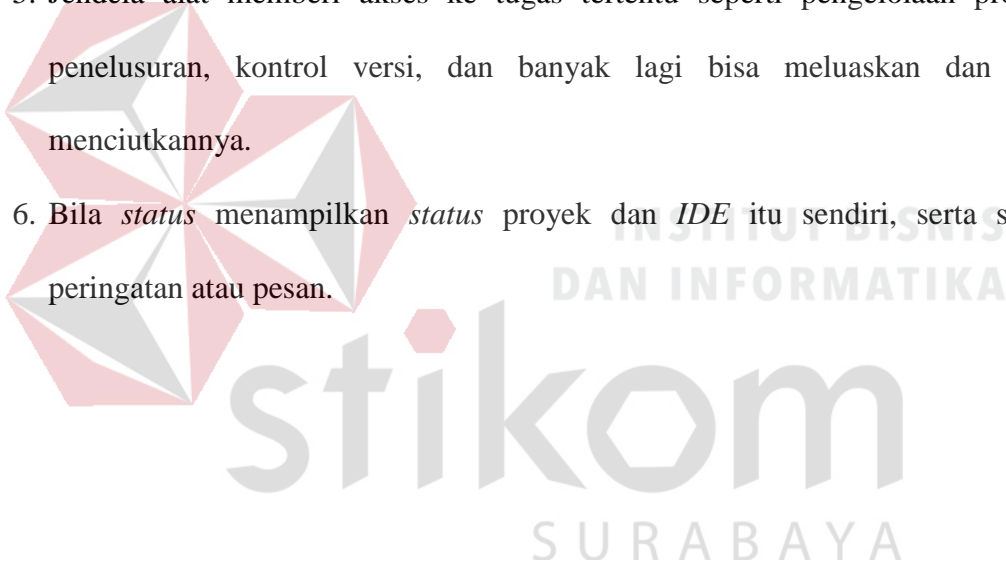 5. Jendela alat memberi akses ke tugas tertentu seperti pengelolaan
penelusuran, kontrol versi, dan banyak lagi bisa meluaskan dan
menciutkannya.
6. Bila status menampilkan status proyek dan IDE itu sendiri, serta
peringatan atau pesan.
INSTITUT BISNIS
DAN INFORMATIKA
stikom
SURABAYA